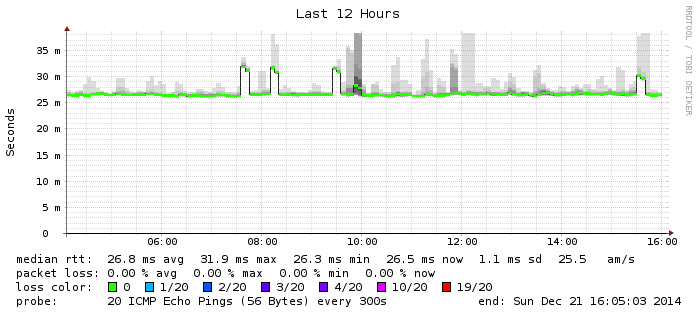 Last 12 Hours
RRDTOOL / TOBI OETIKER
Seconds
35 m
30 m
25 m
20 m
15 m
10 m
5 m
0
06:00 08:00 10:00 12:00 14:00 16:00
median rtt: 26.8 ms avg 31.9 ms max 26.3 ms min 26.5 ms now 1.1 ms sd 25.5 am/s
packet loss: 0.00 % avg 0.00 % max 0.00 % min 0.00 % now
loss color: 0 1/20 2/20 3/20 4/20 10/20 19/20
probe: 20 ICMP Echo Pings (56 Bytes) every 300s end: Sun Dec 21 16:05:03 2014